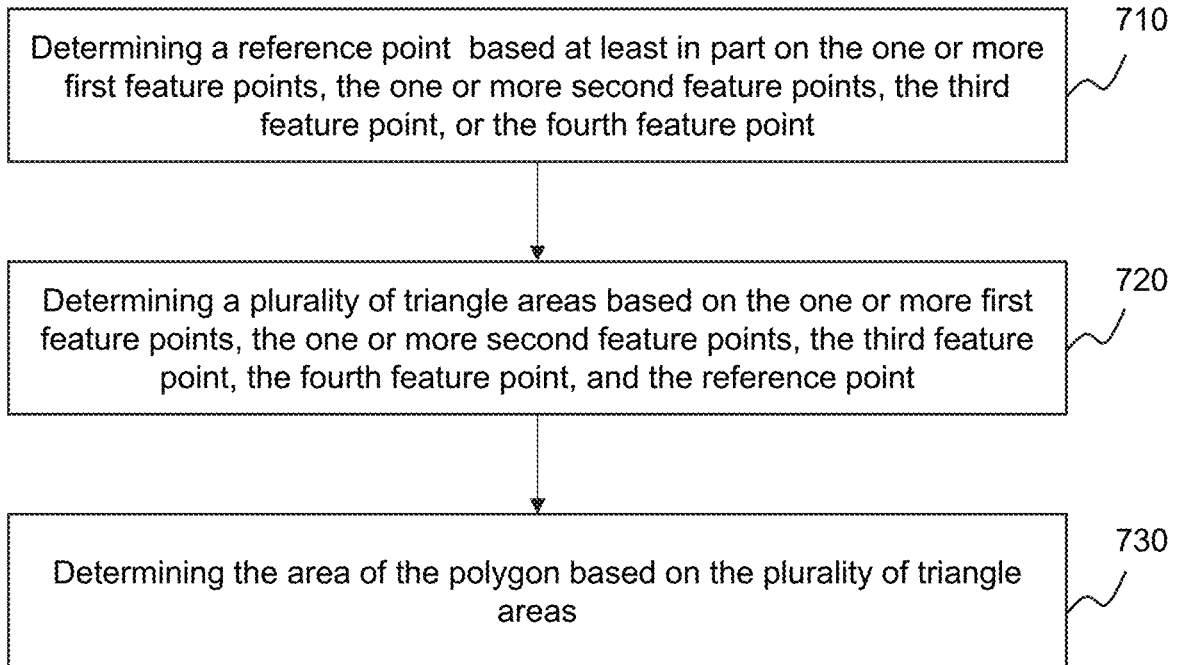 710
Determining a reference point based at least in part on the one or more
first feature points, the one or more second feature points, the third
feature point, or the fourth feature point
720
Determining a plurality of triangle areas based on the one or more first
feature points, the one or more second feature points, the third feature
point, the fourth feature point, and the reference point
730
Determining the area of the polygon based on the plurality of triangle
areas